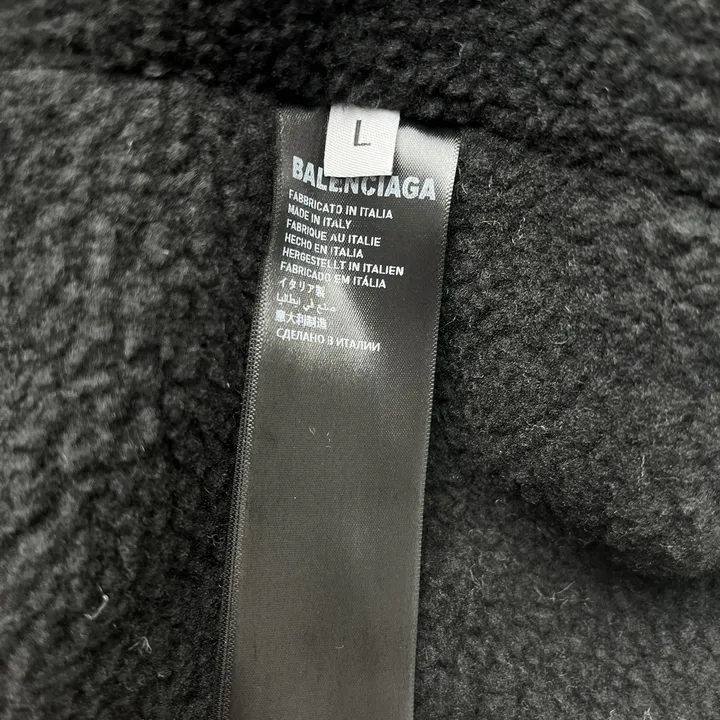 L
BALENCIAGA
FABBRICATO IN ITALIA
MADE IN ITALY
FABRIQUE AU ITALIE
HECHO EN ITALIA
HERGESTELLT IN ITALIEN
FABRICADO EM ITÁLIA
イタリア製
صنع في إيطاليا
意大利制造
СДЕЛАНО В ИТАЛИИ